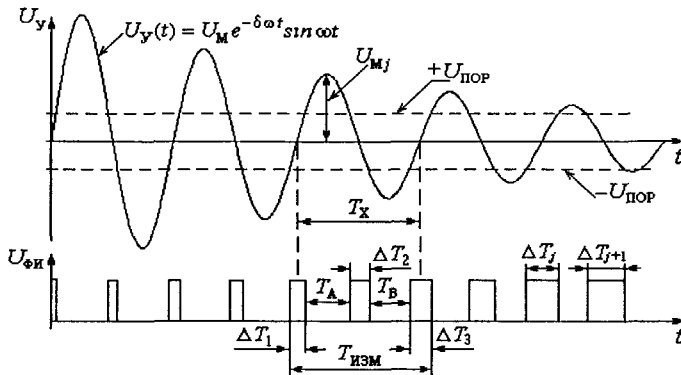 U_У
U_У(t) = U_М e^{-δωt} sin ωt
U_Мj
+U_ПОР
t
−U_ПОР
T_Х
U_ФИ
ΔT_2
ΔT_j
ΔT_{j+1}
T_А
T_В
ΔT_1
T_ИЗМ
ΔT_3
t